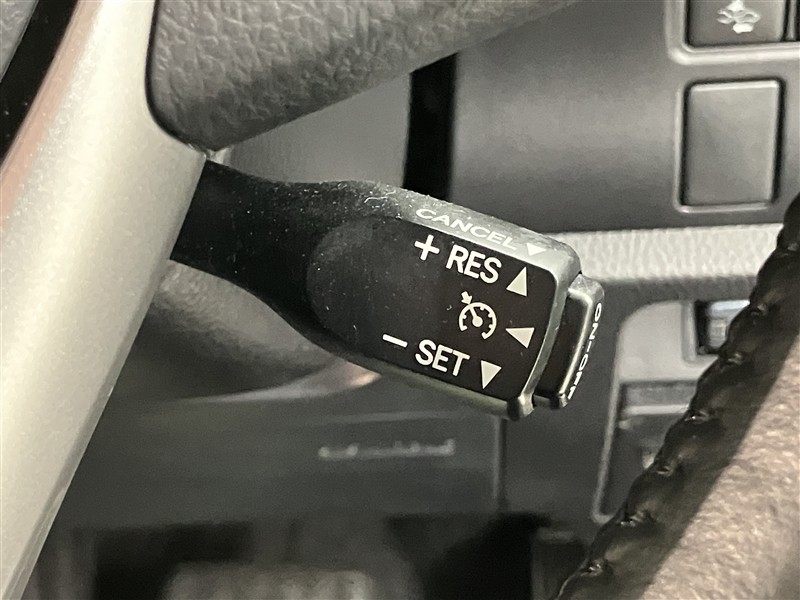 CANCEL ▼
+ RES ▲
◀
− SET ▼
ON·OFF